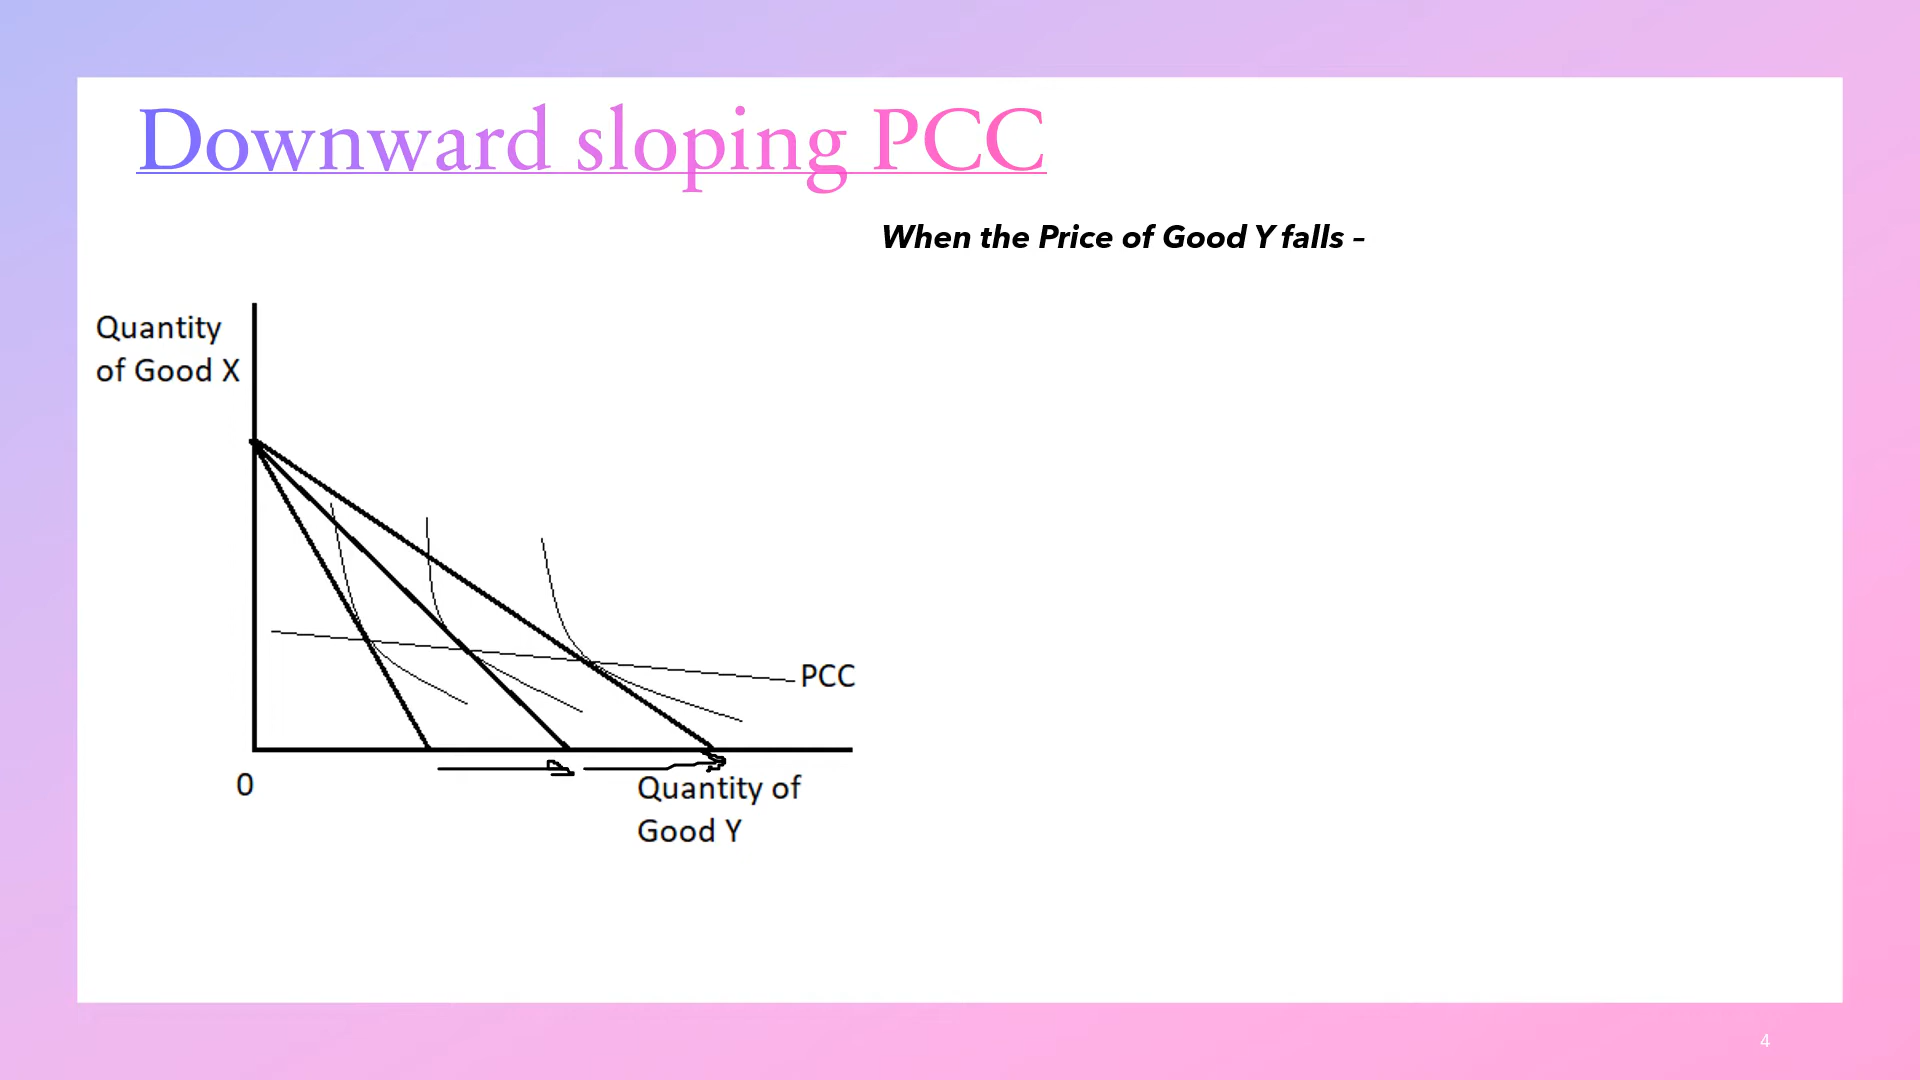 Downward sloping PCC
When the Price of Good Y falls –
Quantity
of Good X
PCC
0
Quantity of
Good Y
4